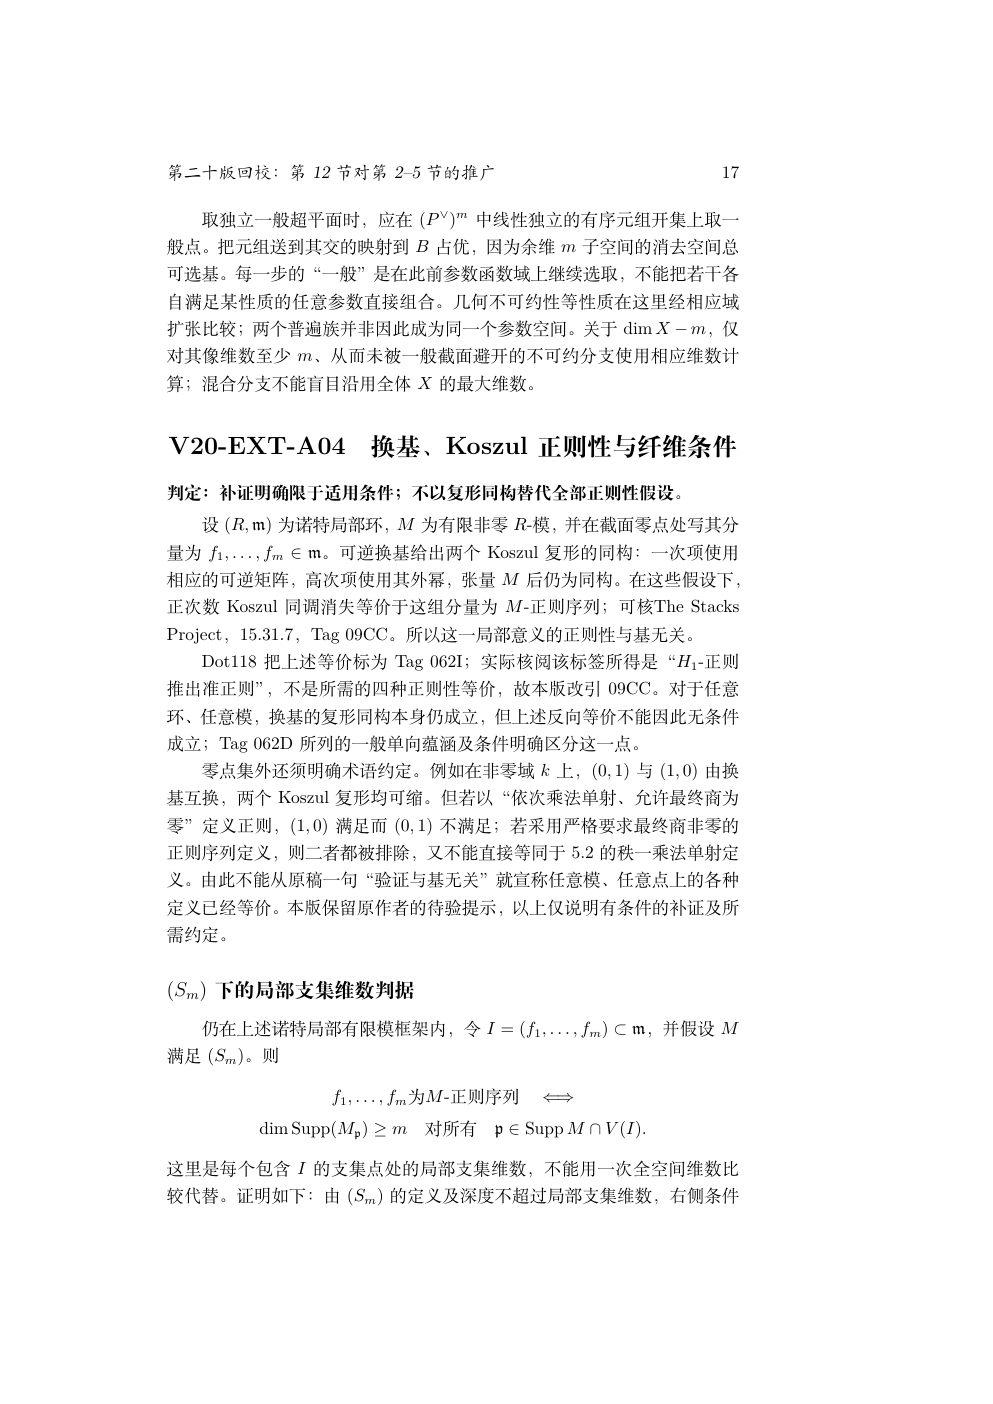 第二十版回校：第 12 节对第 2–5 节的推广 17
取独立一般超平面时，应在 (P^∨)^m 中线性独立的有序元组开集上取一
般点。把元组送到其交的映射到 B 占优，因为余维 m 子空间的消去空间总
可选基。每一步的“一般”是在此前参数函数域上继续选取，不能把若干各
自满足某性质的任意参数直接组合。几何不可约性等性质在这里经相应域
扩张比较；两个普遍族并非因此成为同一个参数空间。关于 dim X − m，仅
对其像维数至少 m、从而未被一般截面避开的不可约分支使用相应维数计
算；混合分支不能盲目沿用全体 X 的最大维数。
V20-EXT-A04 换基、Koszul 正则性与纤维条件
判定：补证明确限于适用条件；不以复形同构替代全部正则性假设。
设 (R, 𝔪) 为诺特局部环，M 为有限非零 R-模，并在截面零点处写其分
量为 f₁, . . . , fₘ ∈ 𝔪。可逆换基给出两个 Koszul 复形的同构：一次项使用
相应的可逆矩阵，高次项使用其外幂，张量 M 后仍为同构。在这些假设下，
正次数 Koszul 同调消失等价于这组分量为 M-正则序列；可核The Stacks
Project，15.31.7，Tag 09CC。所以这一局部意义的正则性与基无关。
Dot118 把上述等价标为 Tag 062I；实际核阅该标签所得是“H₁-正则
推出准正则”，不是所需的四种正则性等价，故本版改引 09CC。对于任意
环、任意模，换基的复形同构本身仍成立，但上述反向等价不能因此无条件
成立；Tag 062D 所列的一般单向蕴涵及条件明确区分这一点。
零点集外还须明确术语约定。例如在非零域 k 上，(0, 1) 与 (1, 0) 由换
基互换，两个 Koszul 复形均可缩。但若以“依次乘法单射、允许最终商为
零”定义正则，(1, 0) 满足而 (0, 1) 不满足；若采用严格要求最终商非零的
正则序列定义，则二者都被排除，又不能直接等同于 5.2 的秩一乘法单射定
义。由此不能从原稿一句“验证与基无关”就宣称任意模、任意点上的各种
定义已经等价。本版保留原作者的待验提示，以上仅说明有条件的补证及所
需约定。
(Sₘ) 下的局部支集维数判据
仍在上述诺特局部有限模框架内，令 I = (f₁, . . . , fₘ) ⊂ 𝔪，并假设 M
满足 (Sₘ)。则
f₁, . . . , fₘ为M-正则序列 ⟺
dim Supp(M_𝔭) ≥ m 对所有 𝔭 ∈ Supp M ∩ V(I).
这里是每个包含 I 的支集点处的局部支集维数，不能用一次全空间维数比
较代替。证明如下：由 (Sₘ) 的定义及深度不超过局部支集维数，右侧条件